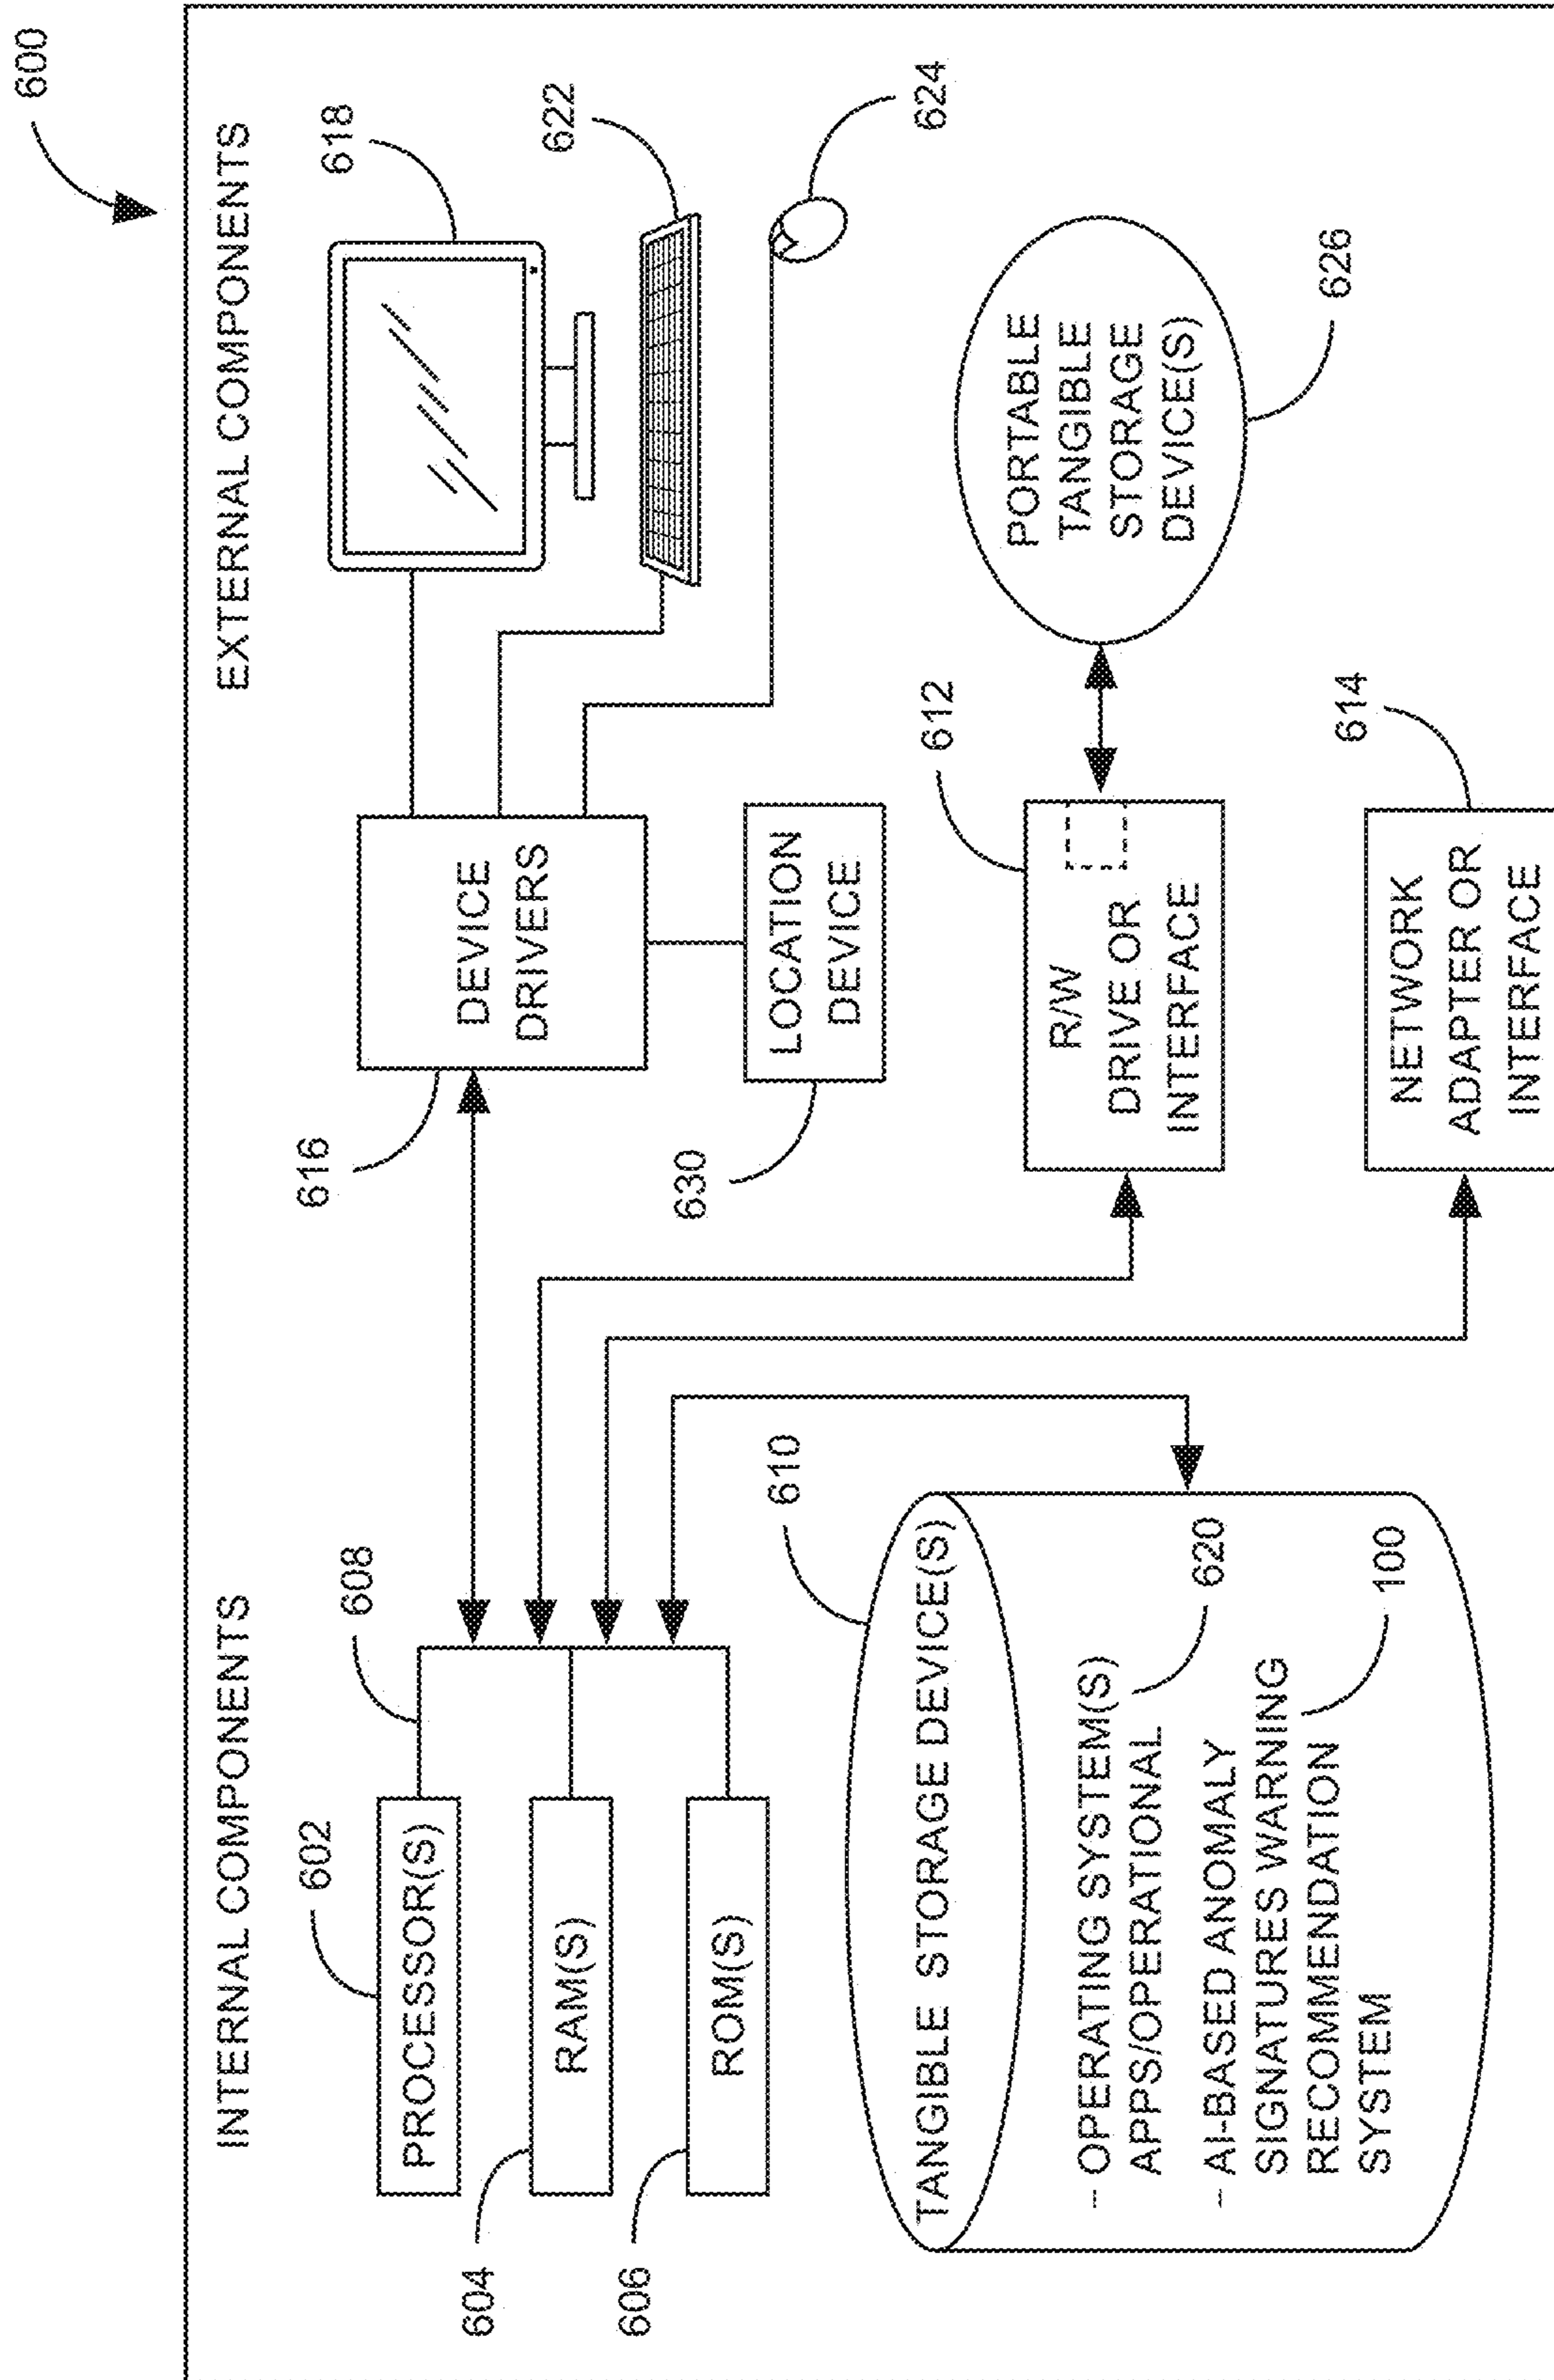 600
INTERNAL COMPONENTS
EXTERNAL COMPONENTS
602
PROCESSOR(S)
608
604
RAM(S)
606
ROM(S)
616
DEVICE
DRIVERS
618
622
624
630
LOCATION
DEVICE
610
TANGIBLE STORAGE DEVICE(S)
- OPERATING SYSTEM(S)
APPS/OPERATIONAL
620
- AI-BASED ANOMALY
SIGNATURES WARNING
RECOMMENDATION
SYSTEM
100
612
R/W
DRIVE OR
INTERFACE
PORTABLE
TANGIBLE
STORAGE
DEVICE(S)
626
614
NETWORK
ADAPTER OR
INTERFACE